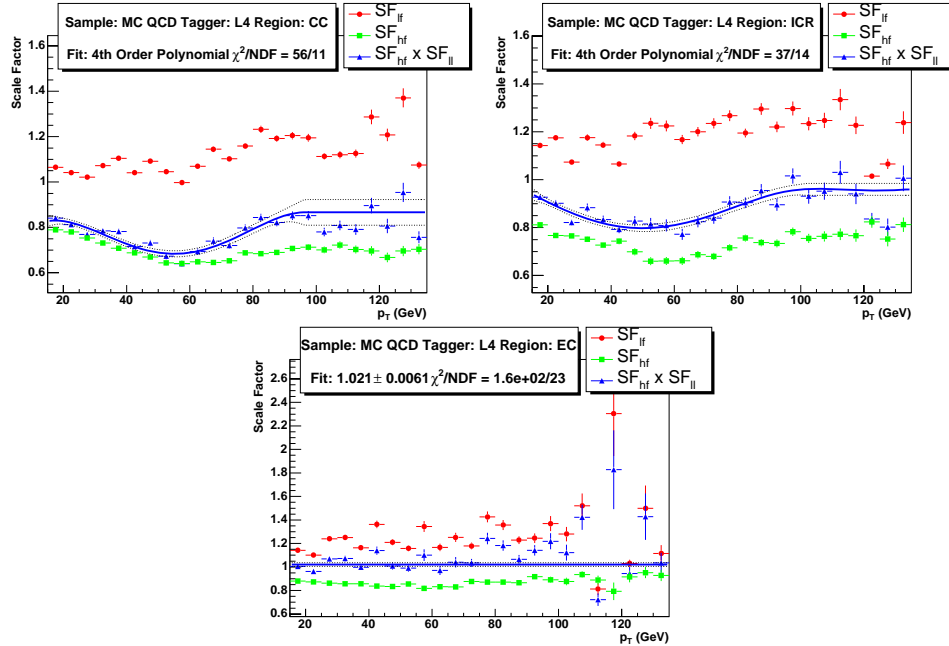 Sample: MC QCD Tagger: L4 Region: CC
Fit: 4th Order Polynomial χ²/NDF = 56/11
SF_lf
SF_hf
SF_hf x SF_ll
Scale Factor
1.6
1.4
1.2
1
0.8
0.6
20 40 60 80 100 120
p_T (GeV)
Sample: MC QCD Tagger: L4 Region: ICR
Fit: 4th Order Polynomial χ²/NDF = 37/14
SF_lf
SF_hf
SF_hf x SF_ll
Scale Factor
1.6
1.4
1.2
1
0.8
0.6
20 40 60 80 100 120
p_T (GeV)
Sample: MC QCD Tagger: L4 Region: EC
Fit: 1.021 ± 0.0061 χ²/NDF = 1.6e+02/23
SF_lf
SF_hf
SF_hf x SF_ll
Scale Factor
2.6
2.4
2.2
2
1.8
1.6
1.4
1.2
1
0.8
0.6
20 40 60 80 100 120
p_T (GeV)